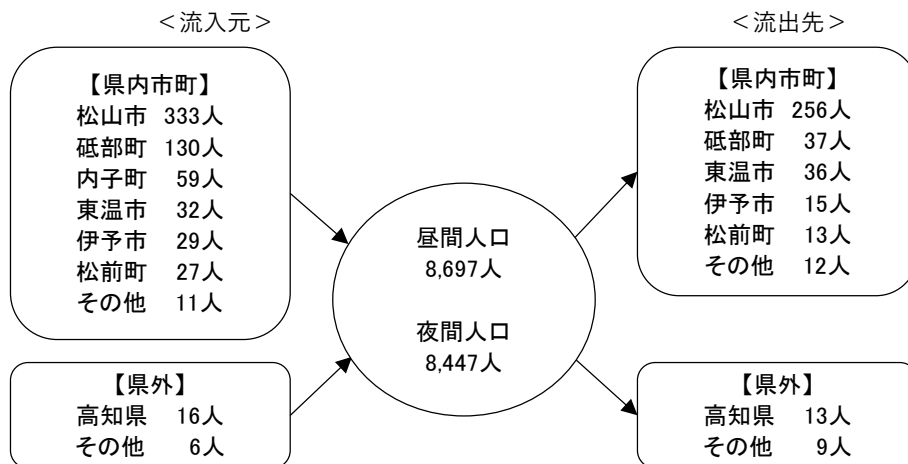 ＜流入元＞
【県内市町】
松山市 333人
砥部町 130人
内子町 59人
東温市 32人
伊予市 29人
松前町 27人
その他 11人
【県外】
高知県 16人
その他 6人
昼間人口
8,697人
夜間人口
8,447人
＜流出先＞
【県内市町】
松山市 256人
砥部町 37人
東温市 36人
伊予市 15人
松前町 13人
その他 12人
【県外】
高知県 13人
その他 9人